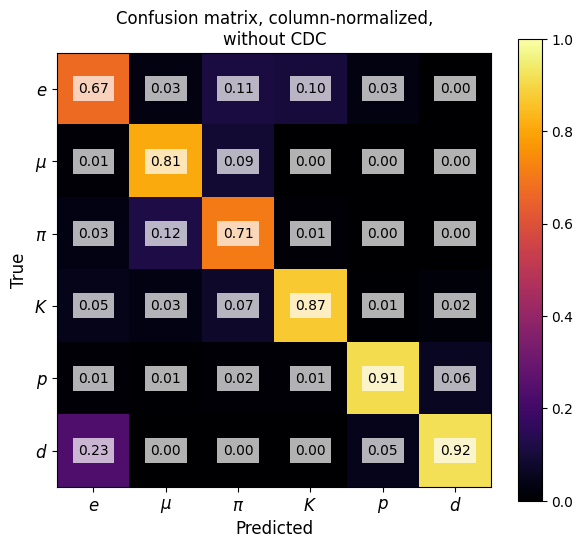 Confusion matrix, column-normalized,
without CDC
e 0.67 0.03 0.11 0.10 0.03 0.00
μ 0.01 0.81 0.09 0.00 0.00 0.00
π 0.03 0.12 0.71 0.01 0.00 0.00
K 0.05 0.03 0.07 0.87 0.01 0.02
p 0.01 0.01 0.02 0.01 0.91 0.06
d 0.23 0.00 0.00 0.00 0.05 0.92
e μ π K p d
Predicted
True
1.0
0.8
0.6
0.4
0.2
0.0